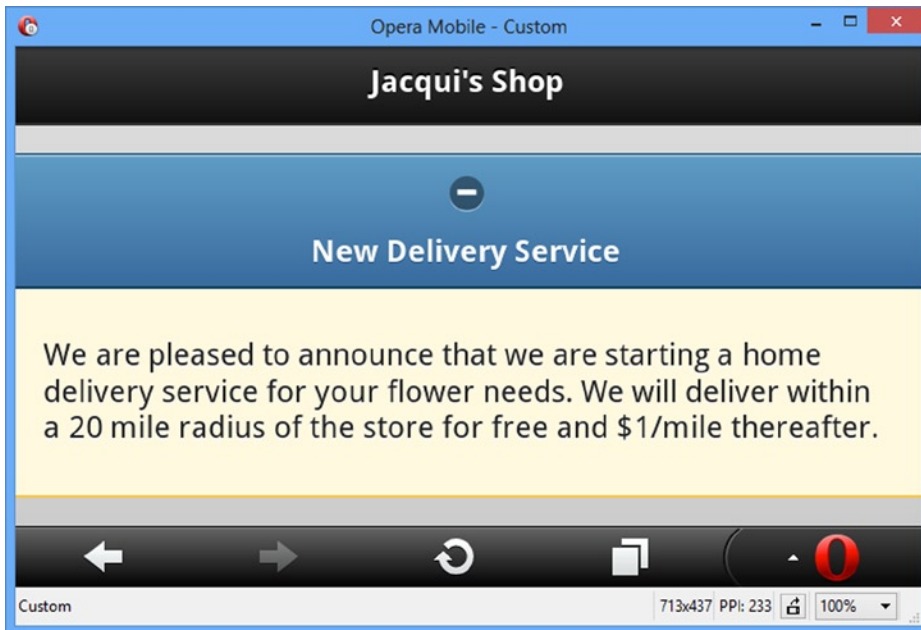 Opera Mobile - Custom
Jacqui's Shop
New Delivery Service
We are pleased to announce that we are starting a home
delivery service for your flower needs. We will deliver within
a 20 mile radius of the store for free and $1/mile thereafter.
Custom 713x437 PPI: 233 100%